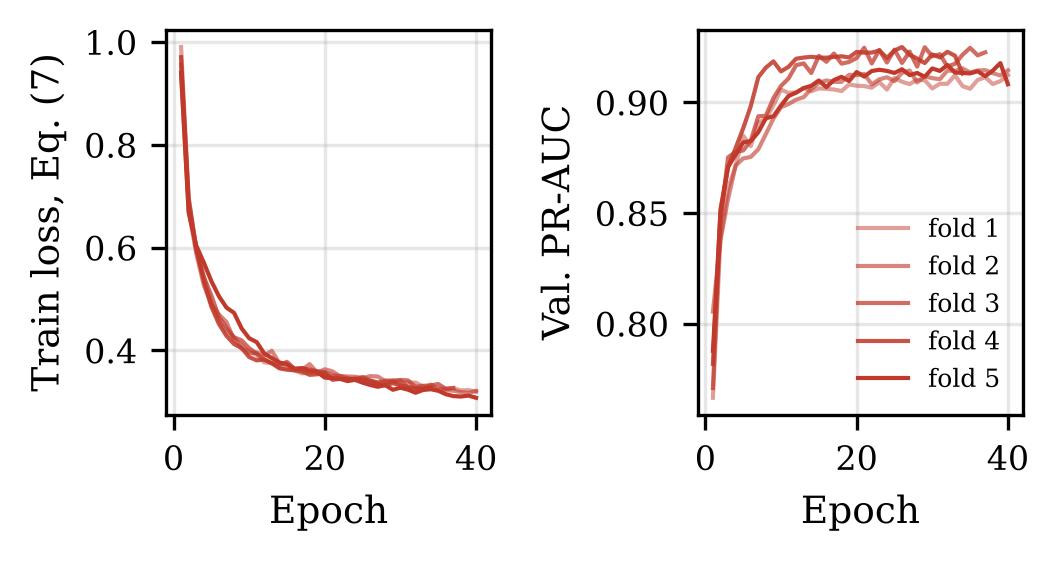 Train loss, Eq. (7)
1.0
0.8
0.6
0.4
0 20 40
Epoch
Val. PR-AUC
0.90
0.85
0.80
fold 1
fold 2
fold 3
fold 4
fold 5
0 20 40
Epoch